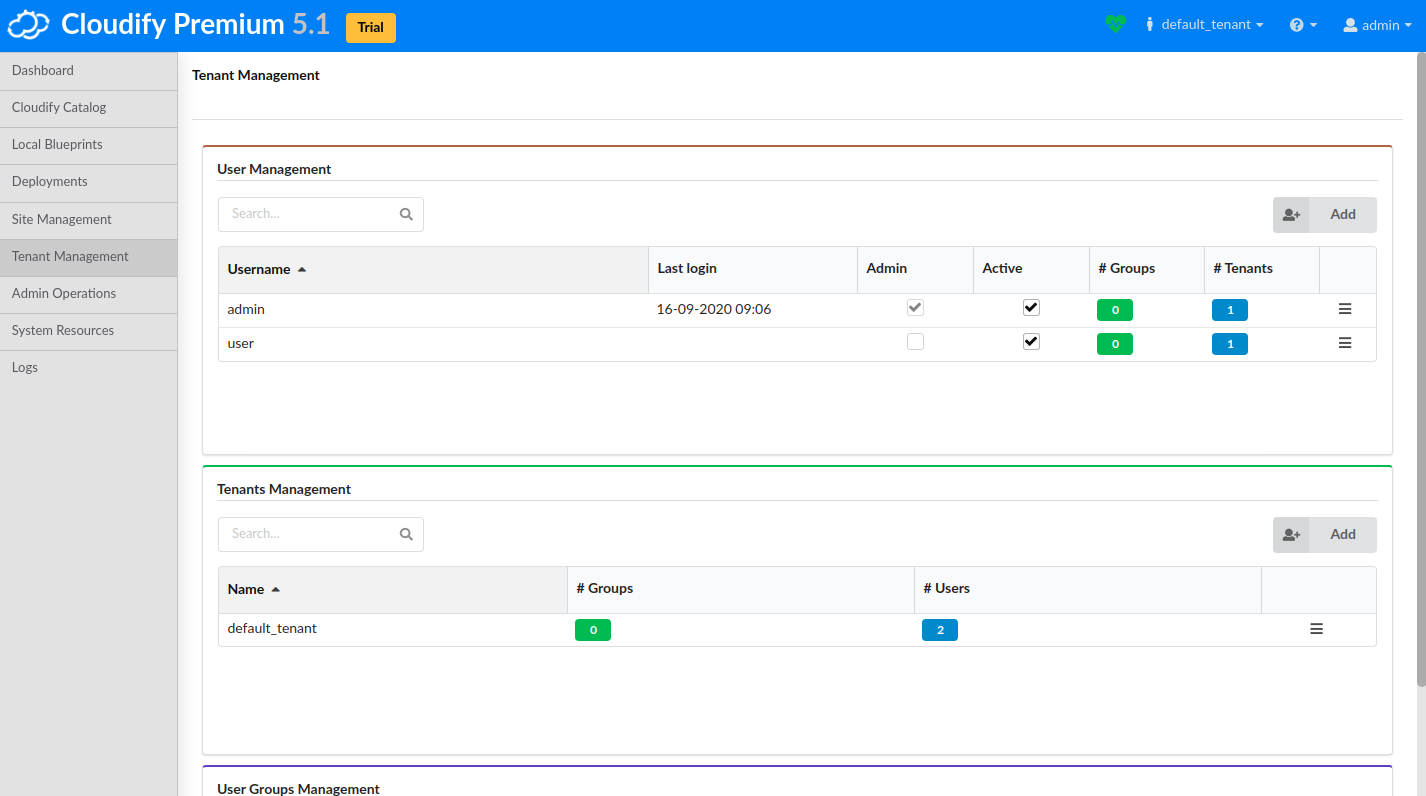 Cloudify Premium 5.1 Trial default_tenant admin
Dashboard
Cloudify Catalog
Local Blueprints
Deployments
Site Management
Tenant Management
Admin Operations
System Resources
Logs
Tenant Management
User Management
Search...
Add
Username Last login Admin Active # Groups # Tenants
admin 16-09-2020 09:06 0 1
user 0 1
Tenants Management
Search...
Add
Name # Groups # Users
default_tenant 0 2
User Groups Management